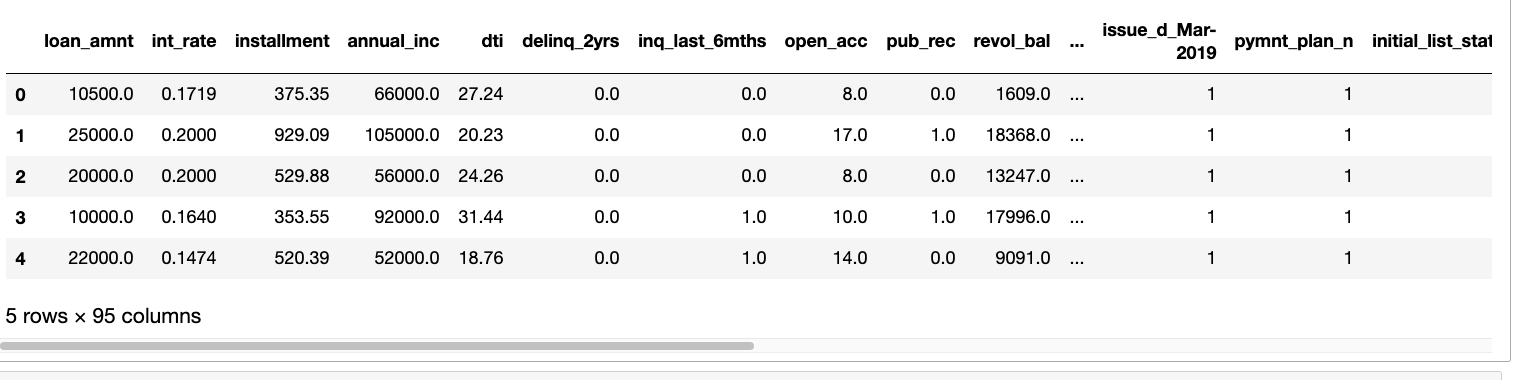 loan_amnt int_rate installment annual_inc dti delinq_2yrs inq_last_6mths open_acc pub_rec revol_bal ... issue_d_Mar-2019 pymnt_plan_n initial_list_stat
0 10500.0 0.1719 375.35 66000.0 27.24 0.0 0.0 8.0 0.0 1609.0 ... 1 1
1 25000.0 0.2000 929.09 105000.0 20.23 0.0 0.0 17.0 1.0 18368.0 ... 1 1
2 20000.0 0.2000 529.88 56000.0 24.26 0.0 0.0 8.0 0.0 13247.0 ... 1 1
3 10000.0 0.1640 353.55 92000.0 31.44 0.0 1.0 10.0 1.0 17996.0 ... 1 1
4 22000.0 0.1474 520.39 52000.0 18.76 0.0 1.0 14.0 0.0 9091.0 ... 1 1
5 rows × 95 columns